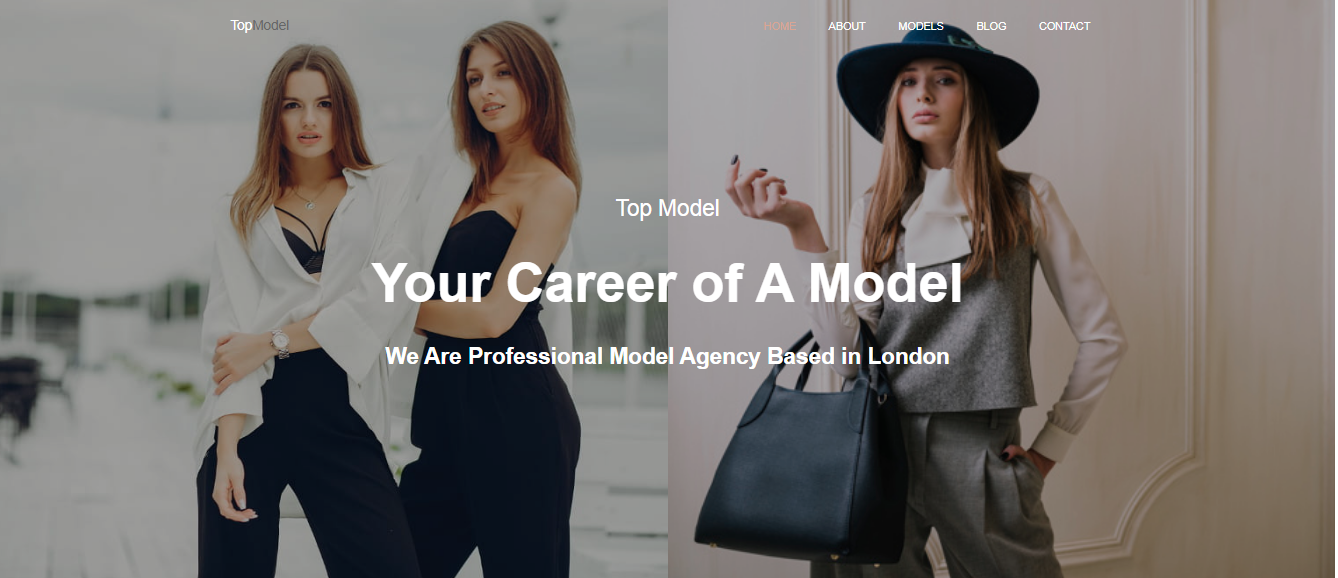 TopModel
HOME ABOUT MODELS BLOG CONTACT
Top Model
Your Career of A Model
We Are Professional Model Agency Based in London